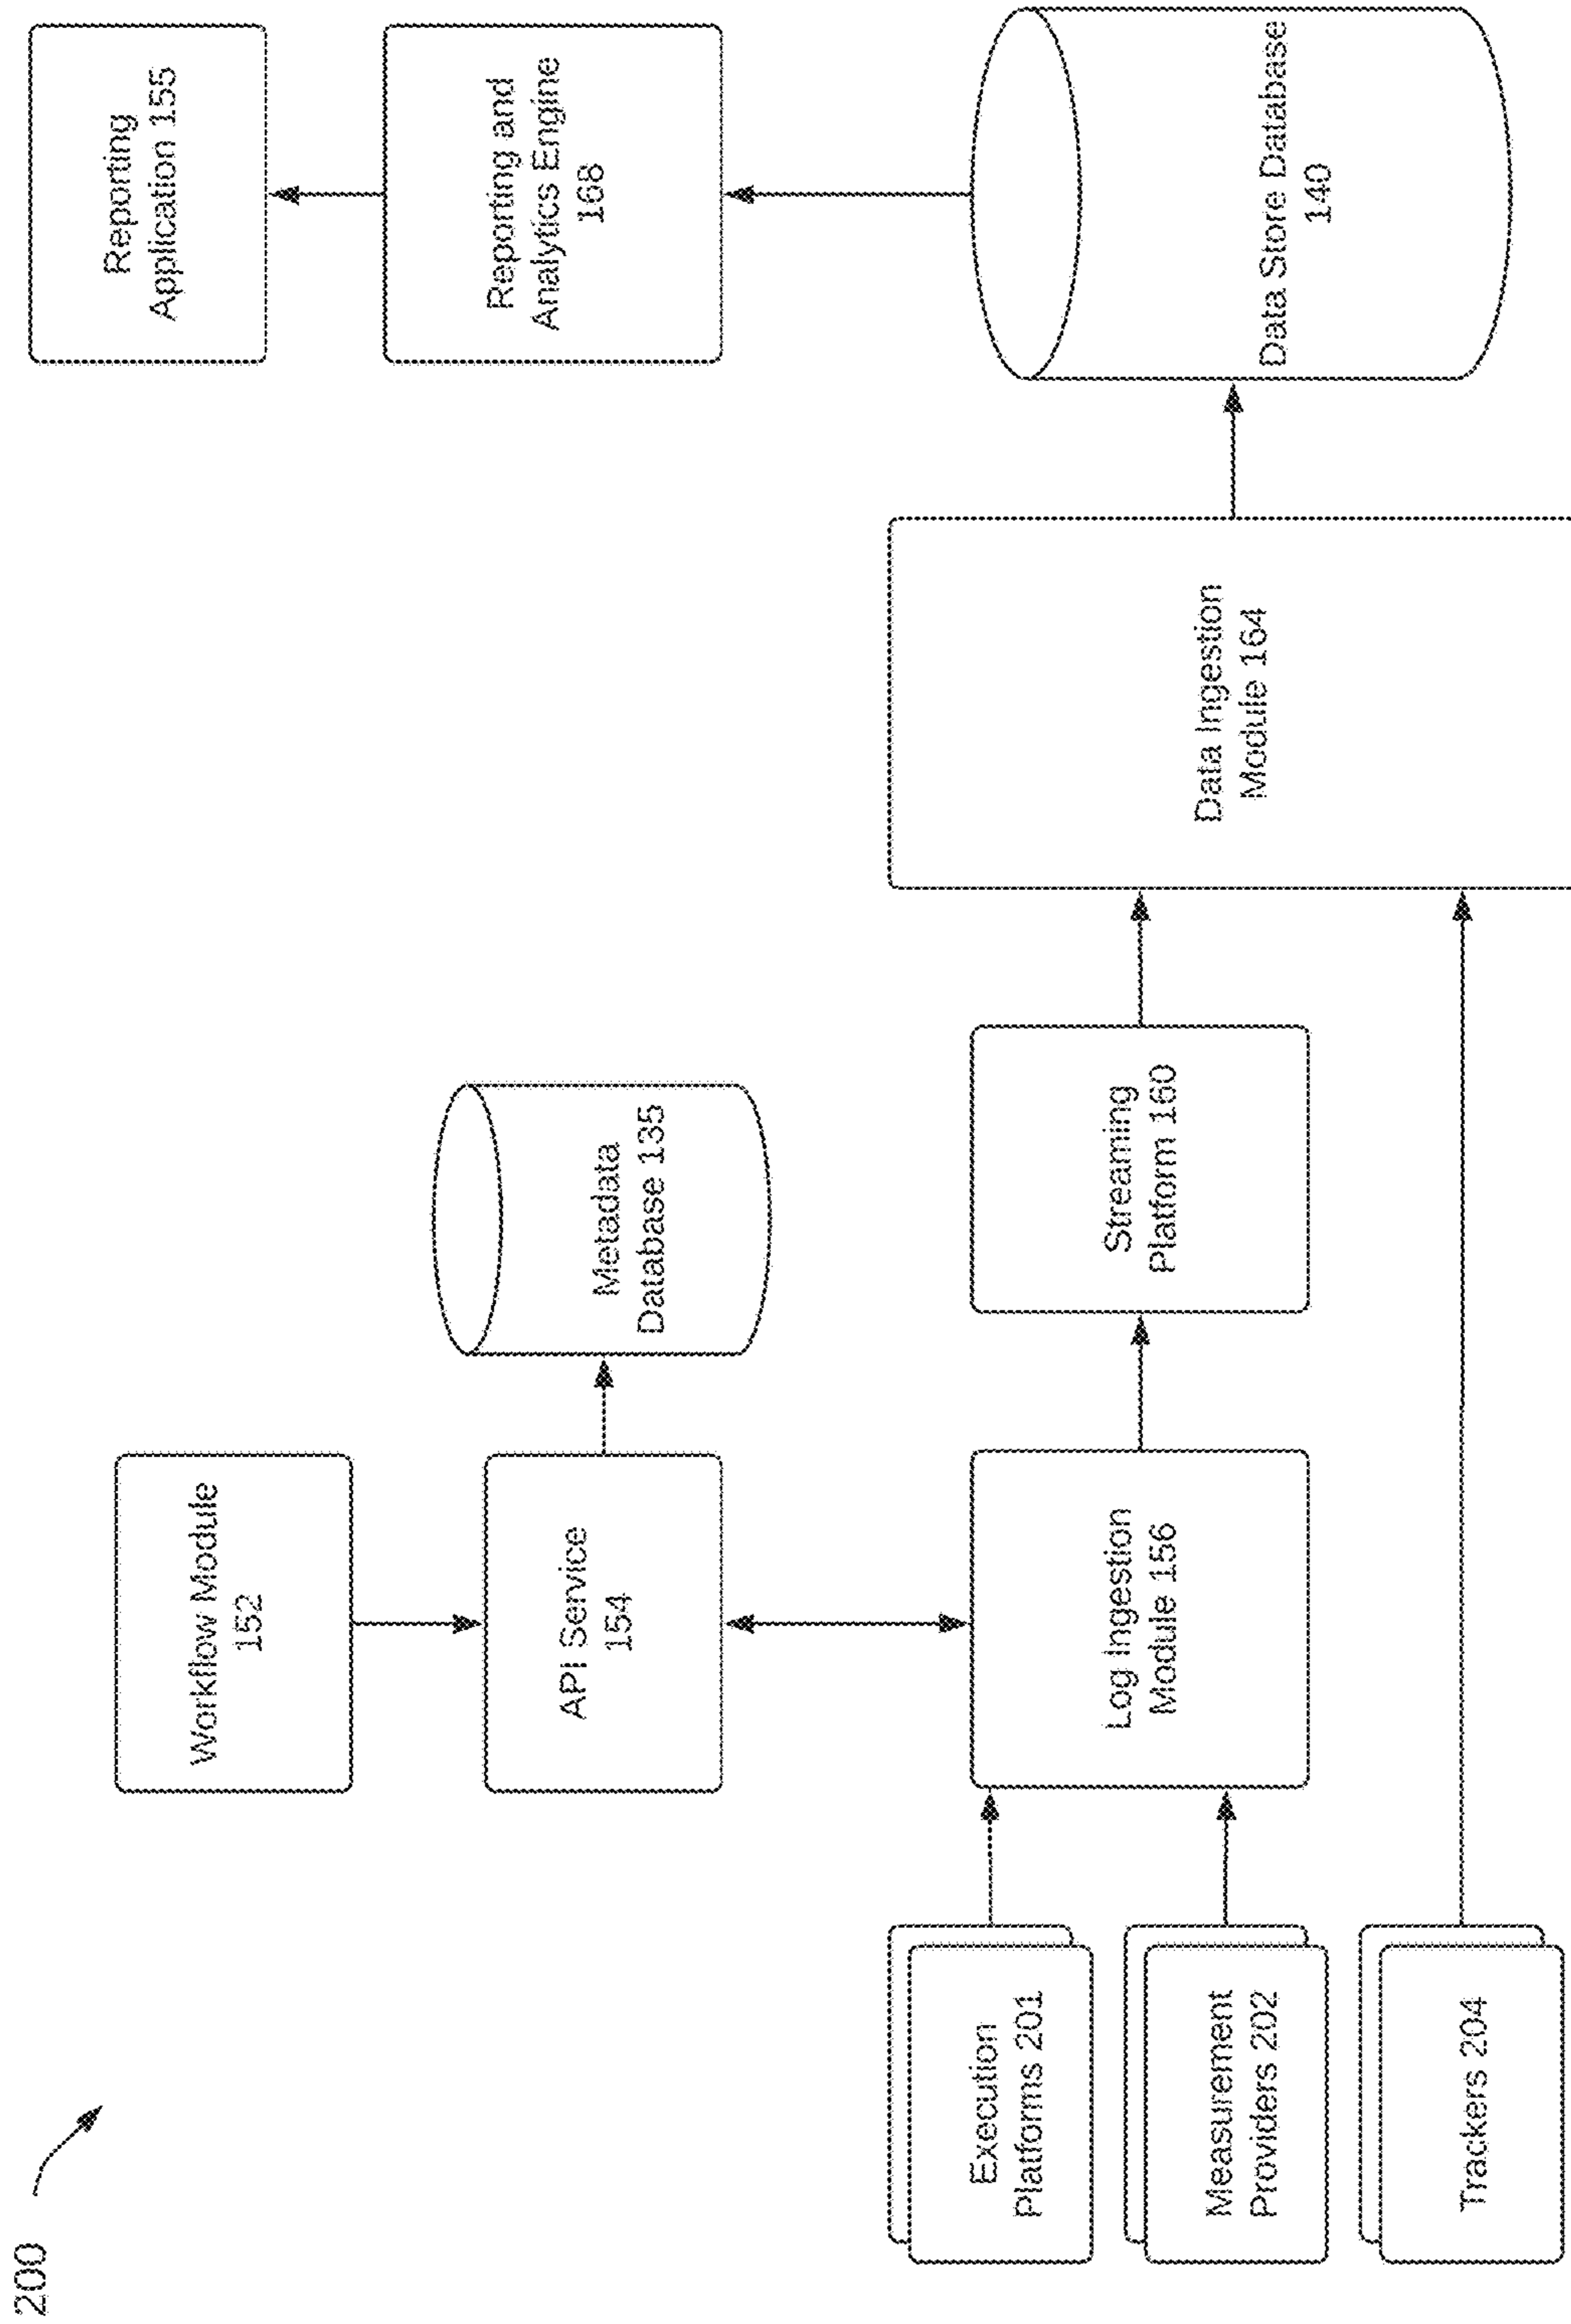 200
Workflow Module
152
Reporting
Application 155
API Service
154
Metadata
Database 135
Reporting and
Analytics Engine
168
Execution
Platforms 201
Measurement
Providers 202
Trackers 204
Log Ingestion
Module 156
Streaming
Platform 160
Data Ingestion
Module 164
Data Store Database
140